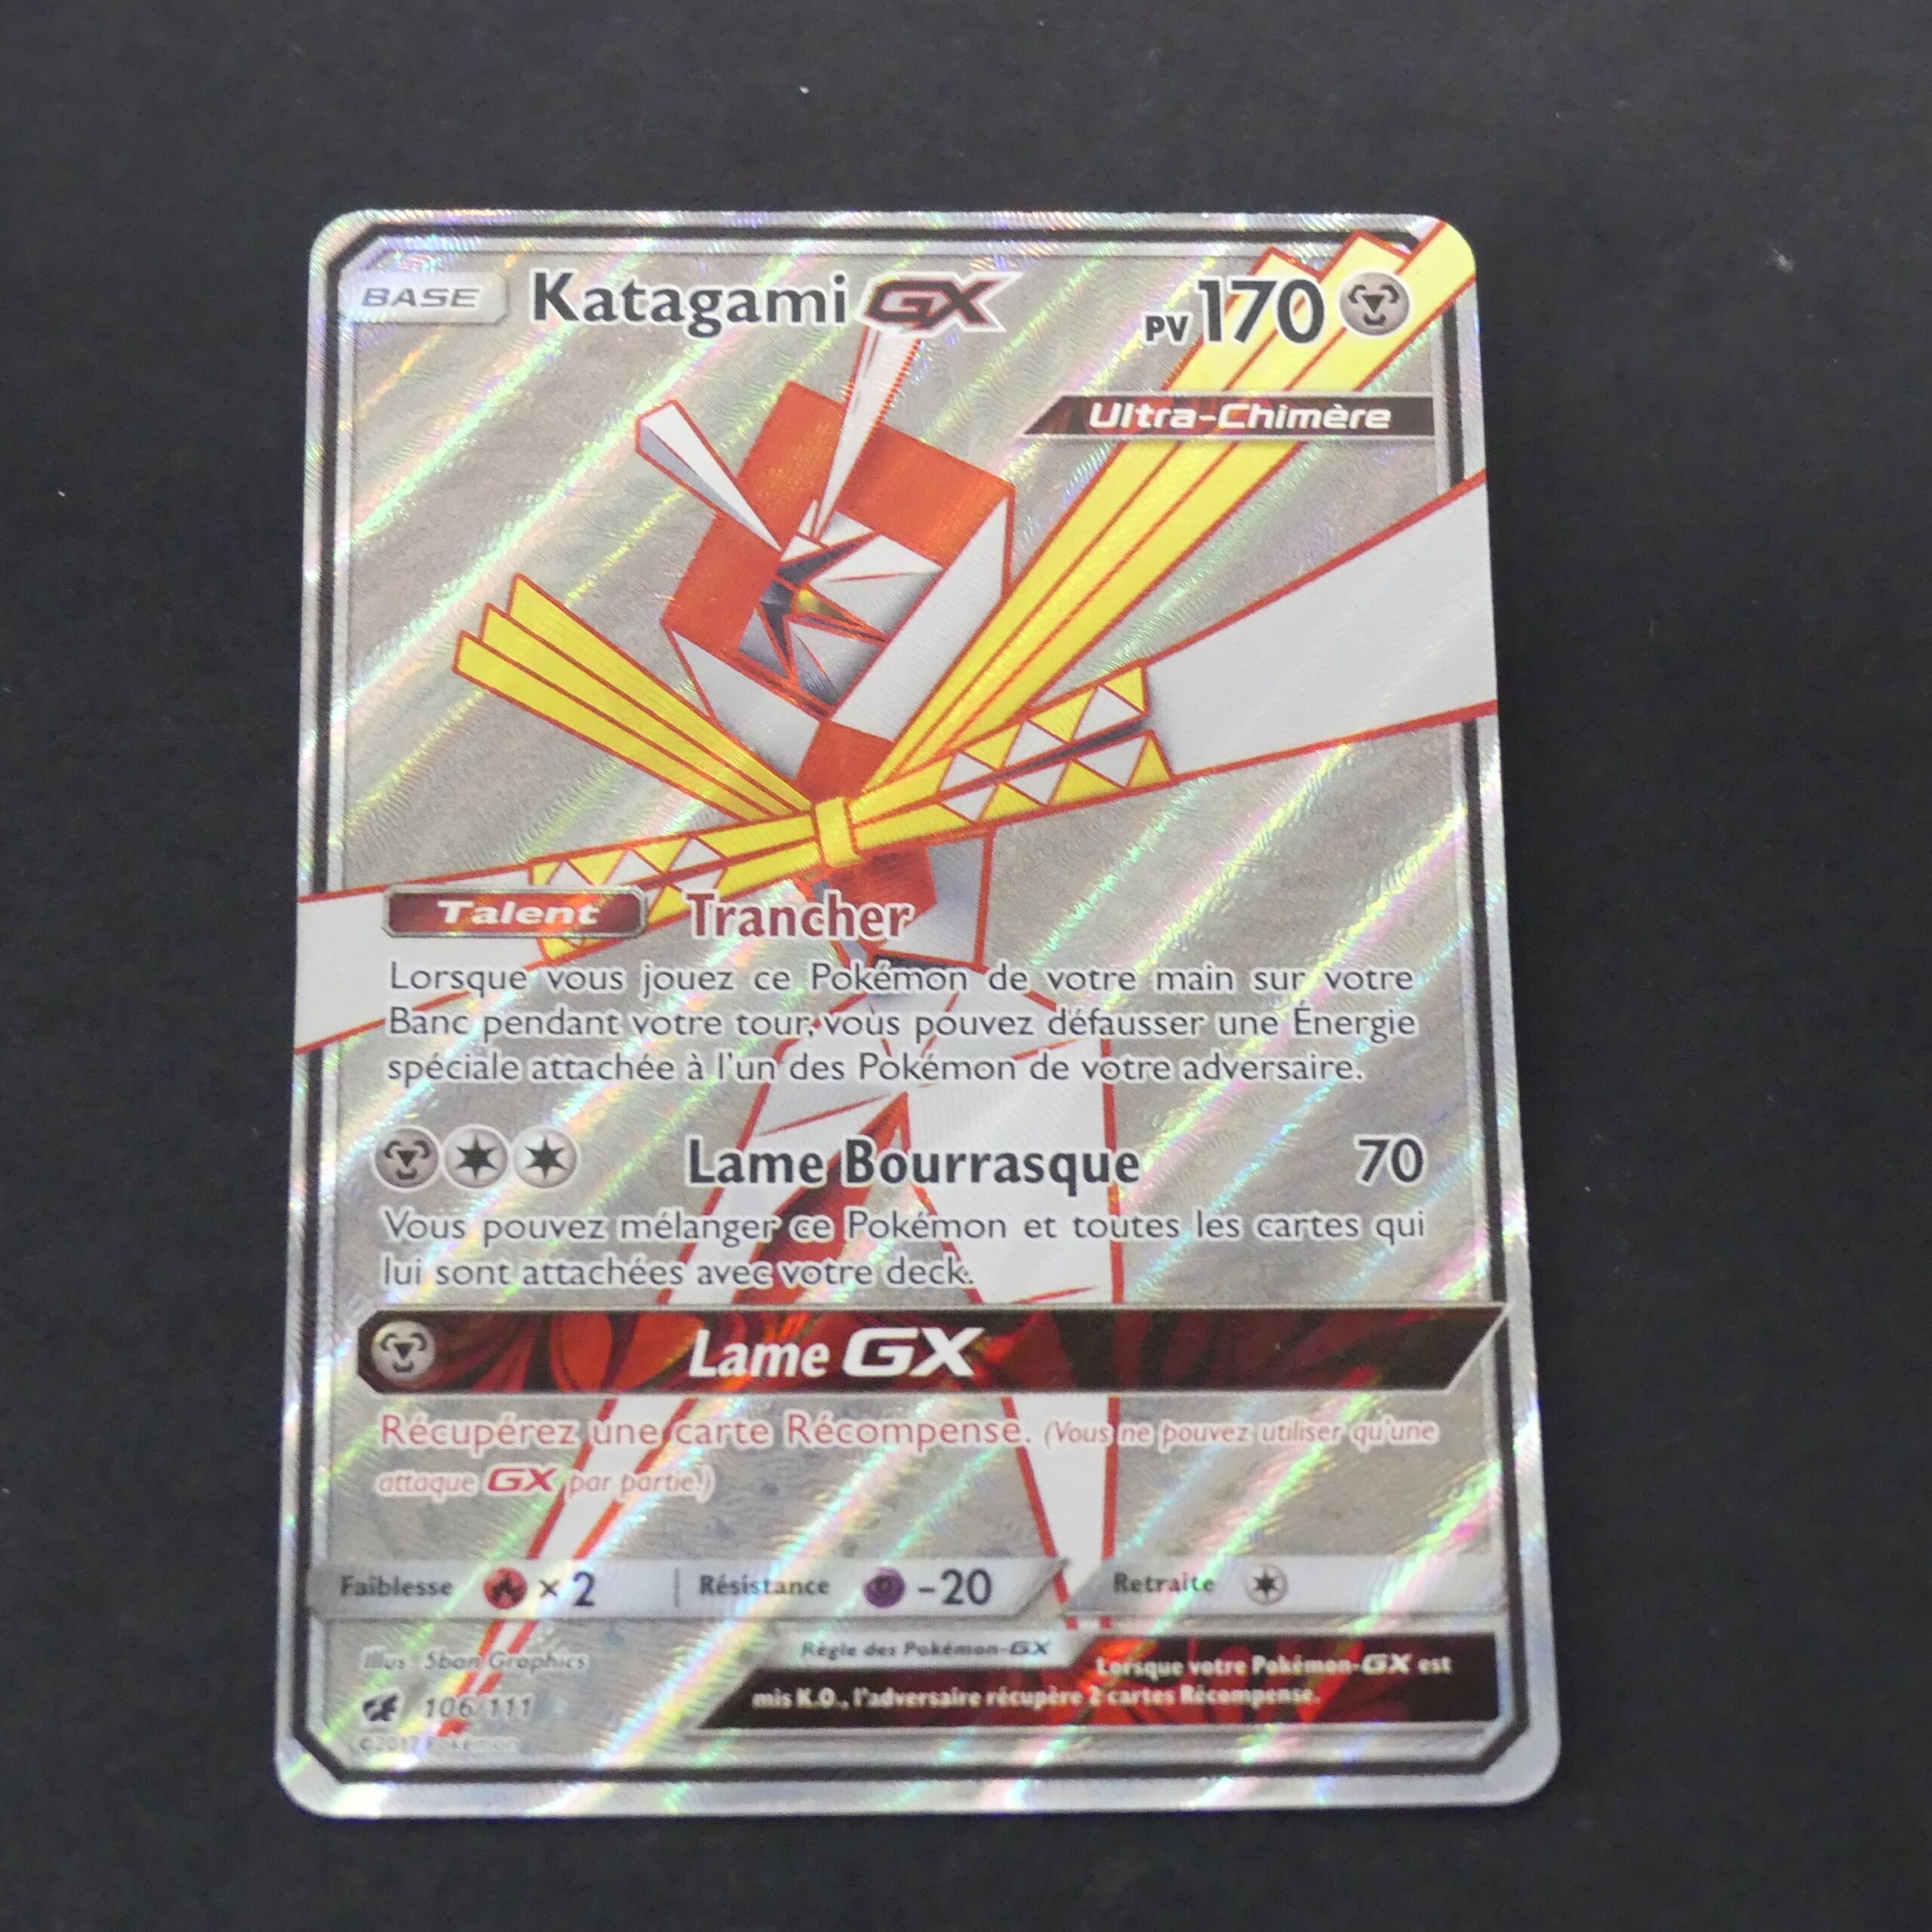 BASE Katagami GX PV 170
Ultra-Chimère
Talent Trancher
Lorsque vous jouez ce Pokémon de votre main sur votre
Banc pendant votre tour, vous pouvez défausser une Énergie
spéciale attachée à l'un des Pokémon de votre adversaire.
Lame Bourrasque 70
Vous pouvez mélanger ce Pokémon et toutes les cartes qui
lui sont attachées avec votre deck.
Lame GX
Récupérez une carte Récompense. (Vous ne pouvez utiliser qu'une
attaque GX par partie.)
Faiblesse × 2 Résistance -20 Retraite
Illus. 5ban Graphics
106/111
©2017 Pokémon
Règle des Pokémon-GX
Lorsque votre Pokémon-GX est
mis K.O., l'adversaire récupère 2 cartes Récompense.